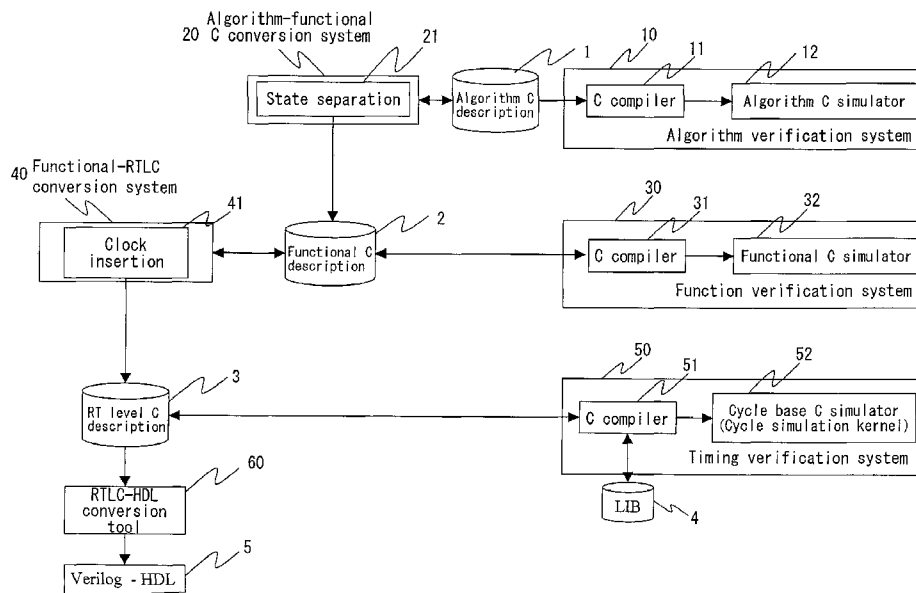 Algorithm-functional
20 C conversion system
21
1
10
11
12
State separation
Algorithm C
description
C compiler
Algorithm C simulator
Algorithm verification system
40 Functional-RTLC
conversion system
41
2
30
31
32
Clock
insertion
Functional C
description
C compiler
Functional C simulator
Function verification system
50
51
52
3
RT level C
description
C compiler
Cycle base C simulator
(Cycle simulation kernel)
Timing verification system
60
RTLC-HDL
conversion
tool
LIB
4
5
Verilog - HDL